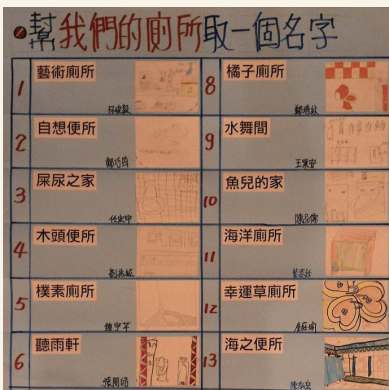 幫我們的廁所取一個名字
1
藝術廁所
2
自想便所
3
屎尿之家
4
木頭便所
5
樸素廁所
6
聽雨軒
8
橘子廁所
9
水舞間
10
魚兒的家
11
海洋廁所
12
幸運草廁所
13
海之便所